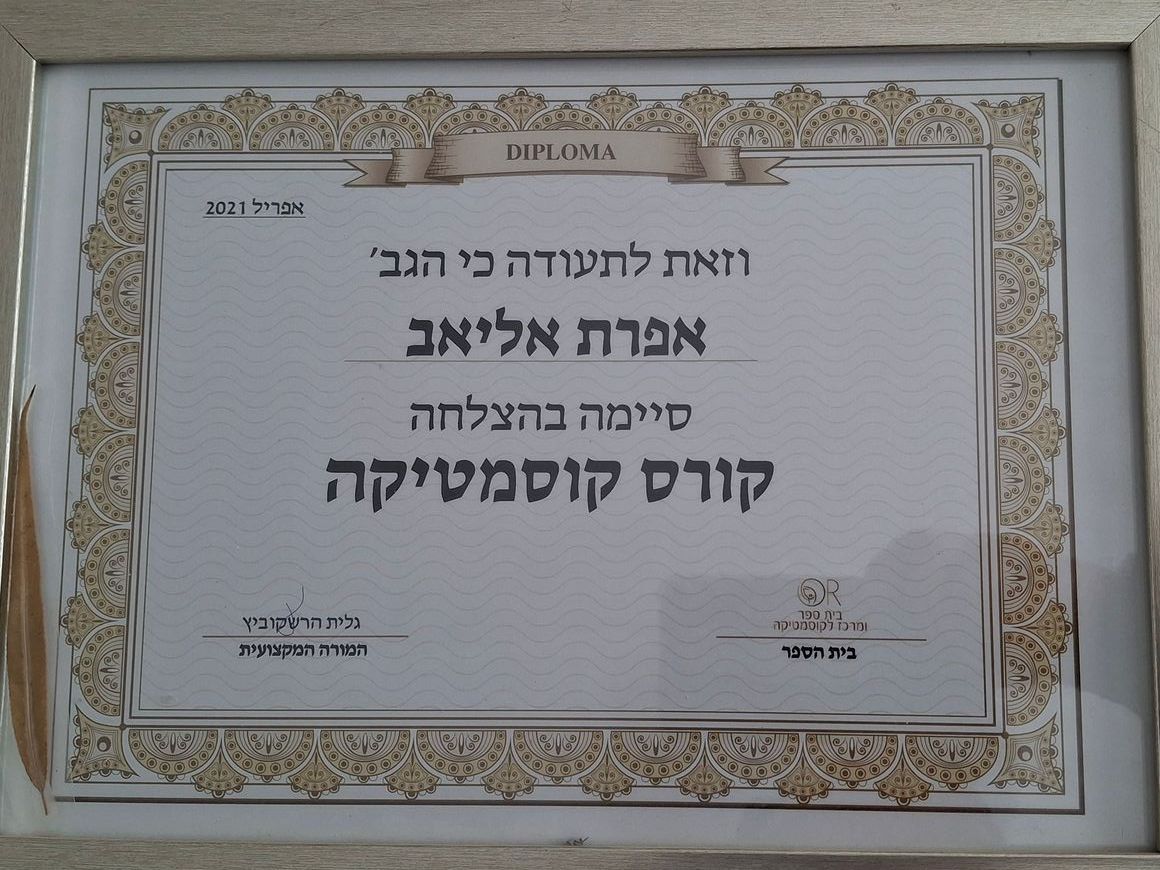 DIPLOMA
אפריל 2021
וזאת לתעודה כי הגב'
אפרת אליאב
סיימה בהצלחה
קורס קוסמטיקה
OR
בית ספר
ומרכז לקוסמטיקה
בית הספר
גלית הרשקוביץ
המורה המקצועית